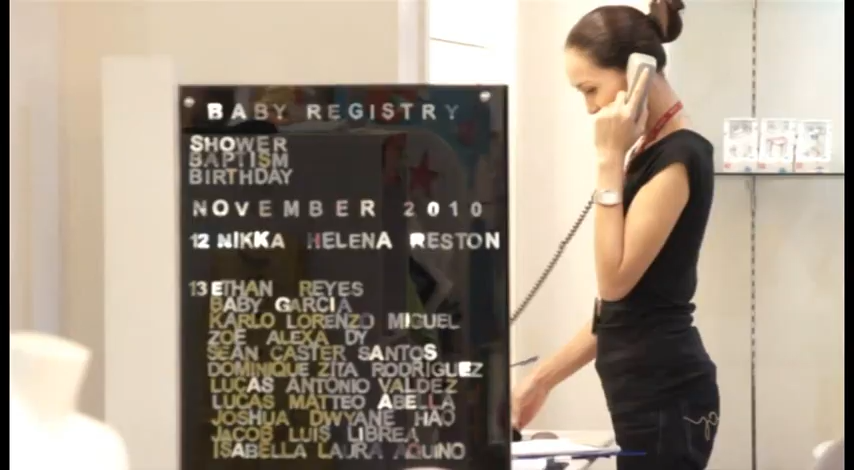 BABY REGISTRY
SHOWER
BAPTISM
BIRTHDAY
NOVEMBER 2010
12 NIKKA HELENA RESTON
13 ETHAN REYES
BABY GARCIA
KARLO LORENZO MIGUEL
ZOE ALEXA DY
SEAN CASTER SANTOS
DOMINIQUE ZITA RODRIGUEZ
LUCAS ANTONIO VALDEZ
LUCAS MATTEO ABELLA
JOSHUA DWYANE HAO
JACOB LUIS LIBREA
ISABELLA LAURA AQUINO